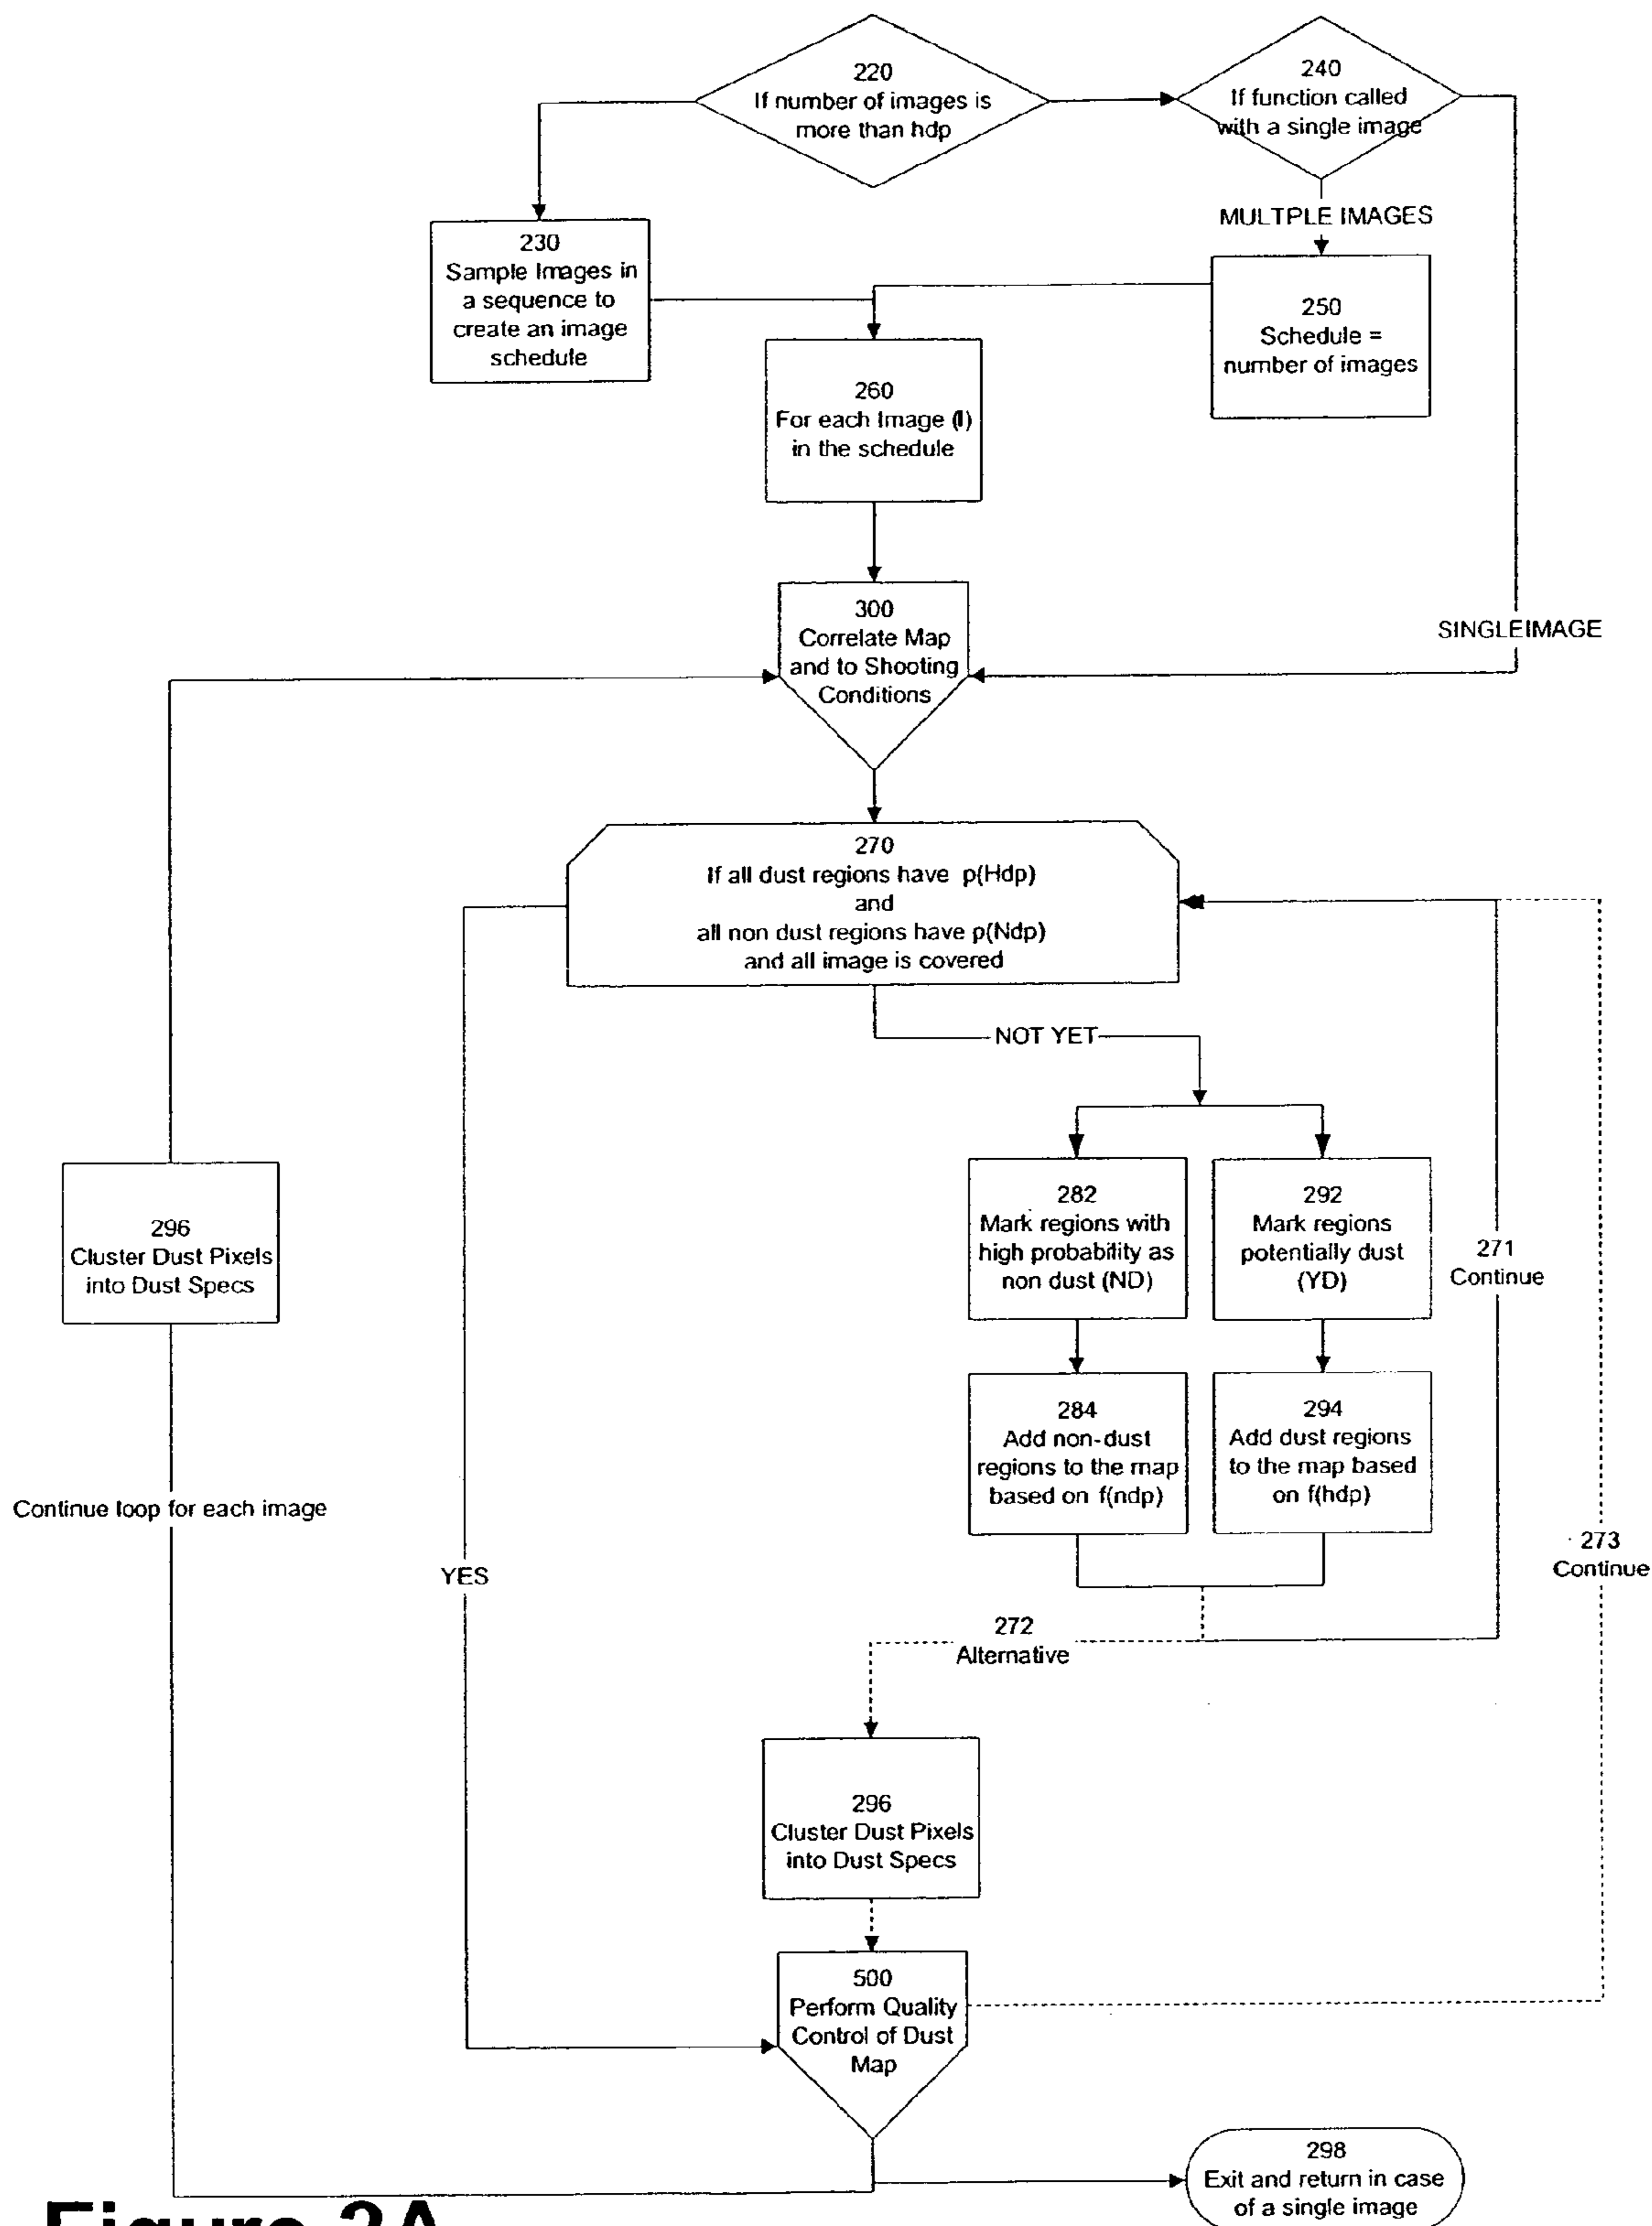 220
If number of images is
more than hdp
240
If function called
with a single image
MULTPLE IMAGES
230
Sample Images in
a sequence to
create an image
schedule
250
Schedule =
number of images
260
For each Image (I)
in the schedule
300
Correlate Map
and to Shooting
Conditions
SINGLEIMAGE
270
If all dust regions have p(Hdp)
and
all non dust regions have p(Ndp)
and all image is covered
NOT YET
282
Mark regions with
high probability as
non dust (ND)
292
Mark regions
potentially dust
(YD)
271
Continue
296
Cluster Dust Pixels
into Dust Specs
284
Add non-dust
regions to the map
based on f(ndp)
294
Add dust regions
to the map based
on f(hdp)
Continue loop for each image
273
Continue
YES
272
Alternative
296
Cluster Dust Pixels
into Dust Specs
500
Perform Quality
Control of Dust
Map
298
Exit and return in case
of a single image
Figure 2A